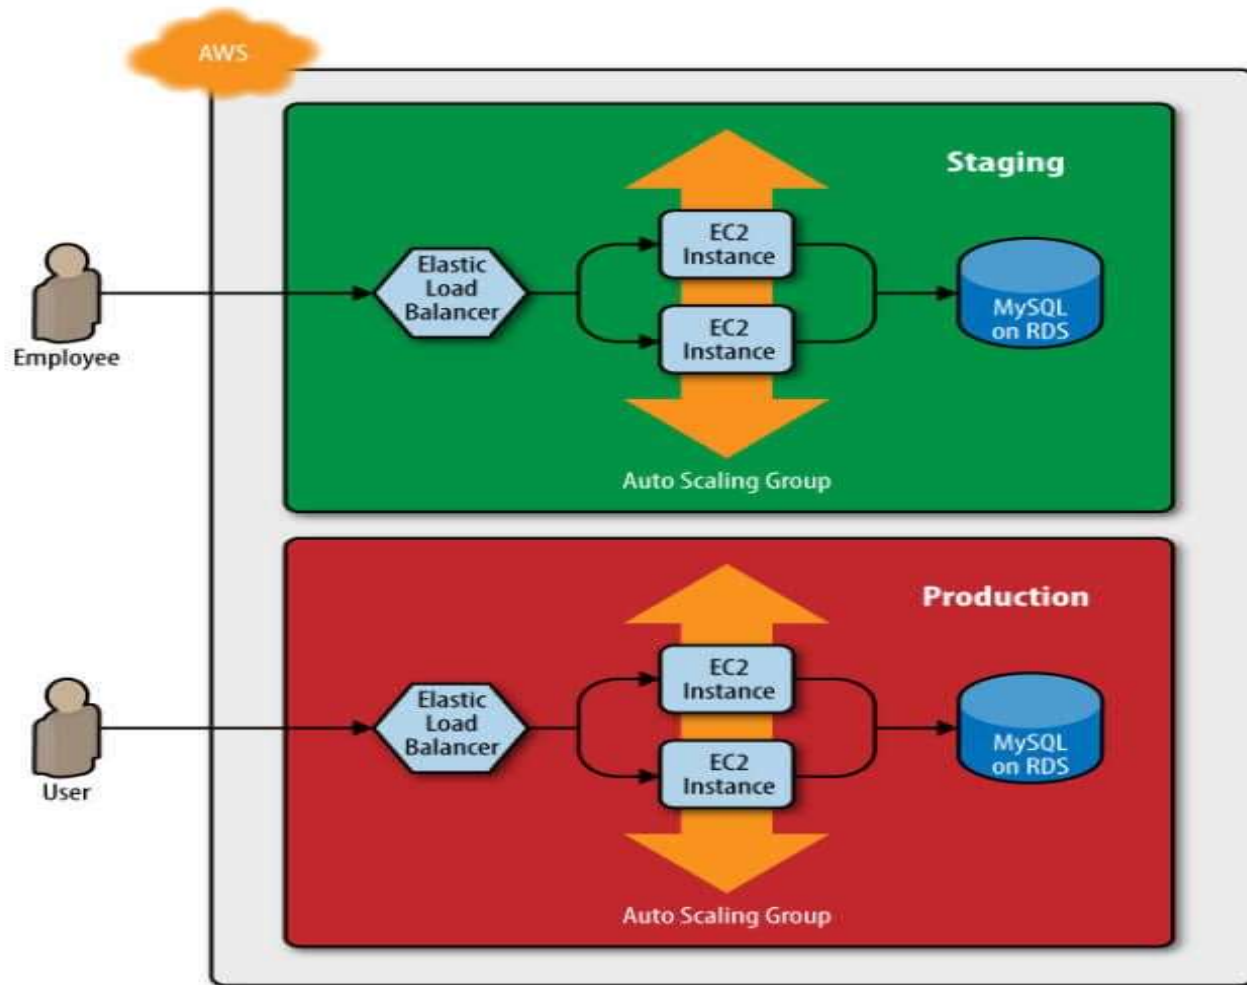 AWS
Staging
Employee
Elastic
Load
Balancer
EC2
Instance
EC2
Instance
MySQL
on RDS
Auto Scaling Group
Production
User
Elastic
Load
Balancer
EC2
Instance
EC2
Instance
MySQL
on RDS
Auto Scaling Group